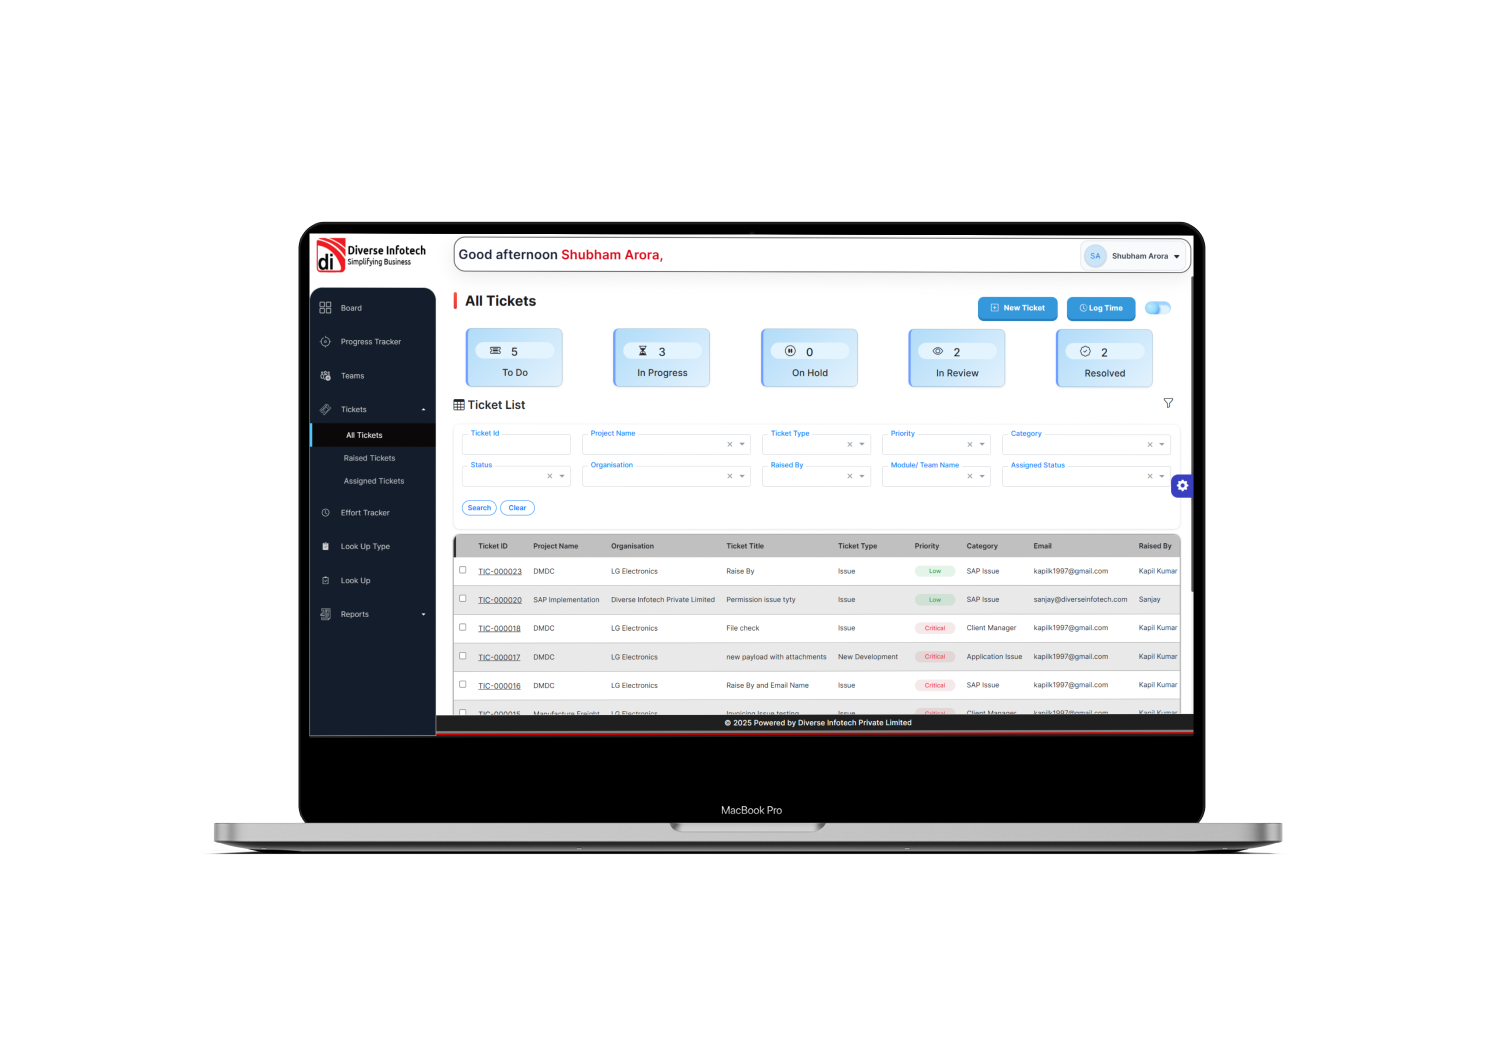 Diverse Infotech
Simplifying Business
di
Good afternoon Shubham Arora,
SA Shubham Arora
Board
Progress Tracker
Teams
Tickets
All Tickets
Raised Tickets
Assigned Tickets
Effort Tracker
Look Up Type
Look Up
Reports
All Tickets
New Ticket Log Time
5 3 0 2 2
To Do In Progress On Hold In Review Resolved
Ticket List
Ticket Id Project Name Ticket Type Priority Category
Status Organisation Raised By Module/ Team Name Assigned Status
Search Clear
Ticket ID Project Name Organisation Ticket Title Ticket Type Priority Category Email Raised By
TIC-000023 DMDC LG Electronics Raise By Issue Low SAP Issue kapilk1997@gmail.com Kapil Kumar
TIC-000020 SAP Implementation Diverse Infotech Private Limited Permission issue tyty Issue Low SAP Issue sanjay@diverseinfotech.com Sanjay
TIC-000018 DMDC LG Electronics File check Issue Critical Client Manager kapilk1997@gmail.com Kapil Kumar
TIC-000017 DMDC LG Electronics new payload with attachments New Development Critical Application Issue kapilk1997@gmail.com Kapil Kumar
TIC-000016 DMDC LG Electronics Raise By and Email Name Issue Critical SAP Issue kapilk1997@gmail.com Kapil Kumar
TIC-000015 Manufacture Freight LG Electronics Invoicing Issue testing Issue Critical Client Manager kapilk1997@gmail.com Kapil Kumar
© 2025 Powered by Diverse Infotech Private Limited
MacBook Pro